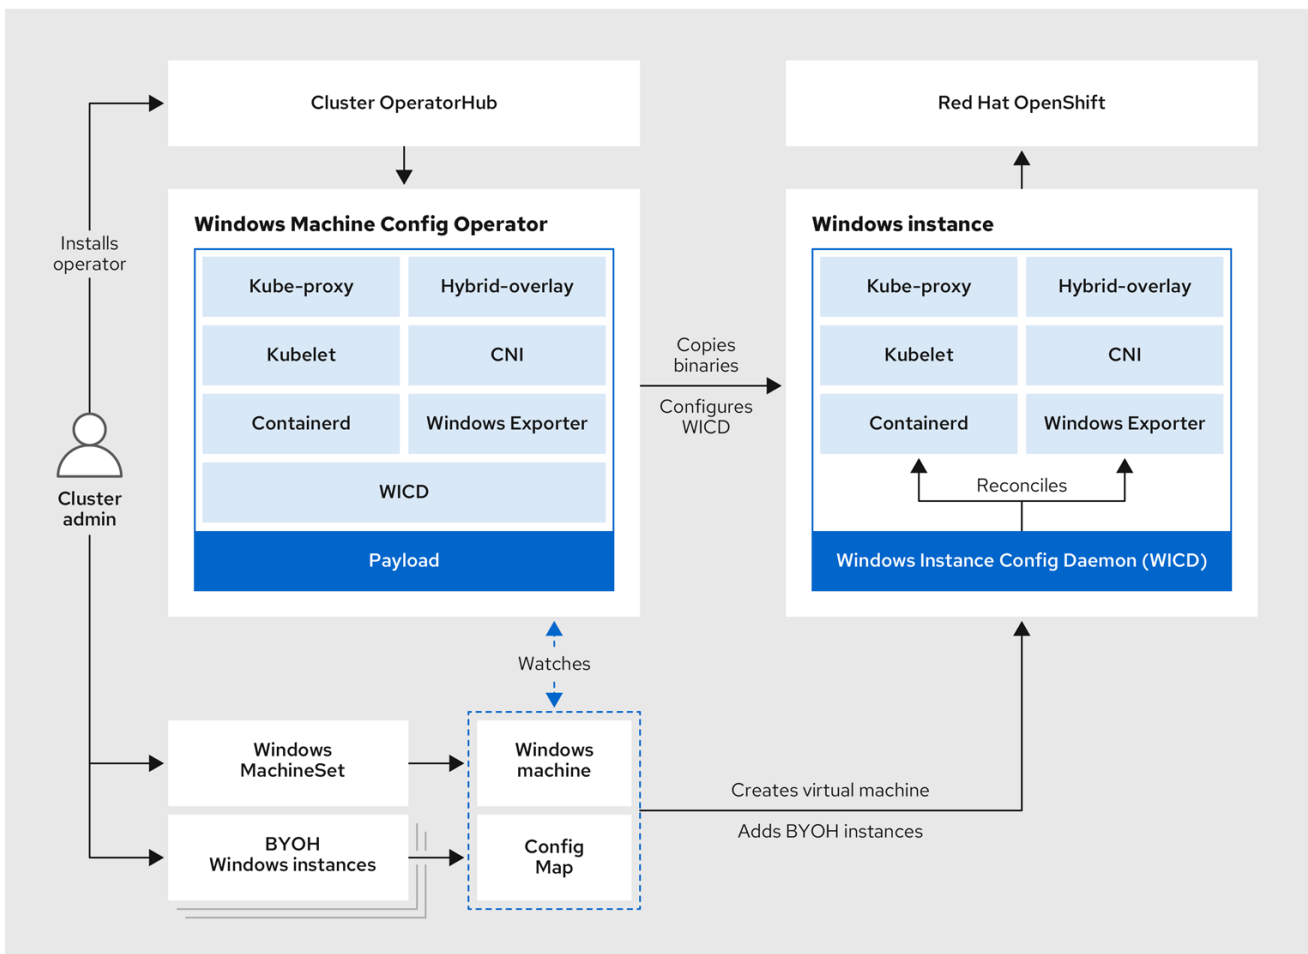 Cluster OperatorHub
Red Hat OpenShift
Installs
operator
Cluster
admin
Windows Machine Config Operator
Kube-proxy
Hybrid-overlay
Kubelet
CNI
Containerd
Windows Exporter
WICD
Payload
Copies
binaries
Configures
WICD
Windows instance
Kube-proxy
Hybrid-overlay
Kubelet
CNI
Containerd
Windows Exporter
Reconciles
Windows Instance Config Daemon (WICD)
Watches
Windows
MachineSet
Windows
machine
BYOH
Windows instances
Config
Map
Creates virtual machine
Adds BYOH instances